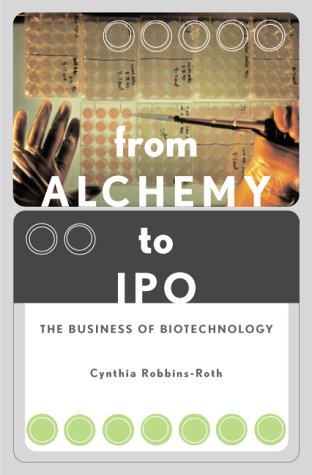 from
ALCHEMY
to
IPO
THE BUSINESS OF BIOTECHNOLOGY
Cynthia Robbins-Roth